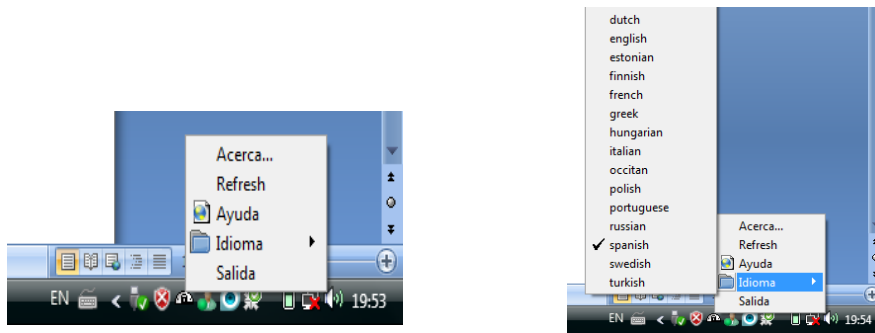 Acerca...
Refresh
Ayuda
Idioma
Salida
EN
19:53
dutch
english
estonian
finnish
french
greek
hungarian
italian
occitan
polish
portuguese
russian
spanish
swedish
turkish
Acerca...
Refresh
Ayuda
Idioma
Salida
EN
19:54